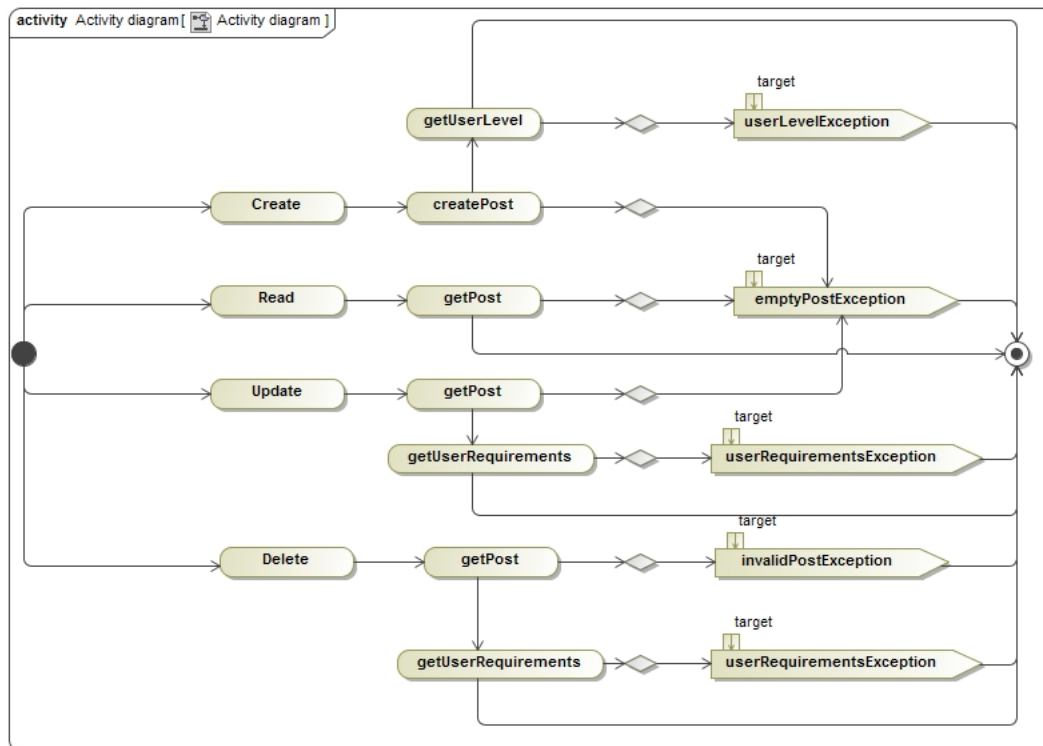 activity Activity diagram[ Activity diagram ]
target
getUserLevel
userLevelException
Create
createPost
target
Read
getPost
emptyPostException
Update
getPost
target
getUserRequirements
userRequirementsException
target
Delete
getPost
invalidPostException
target
getUserRequirements
userRequirementsException